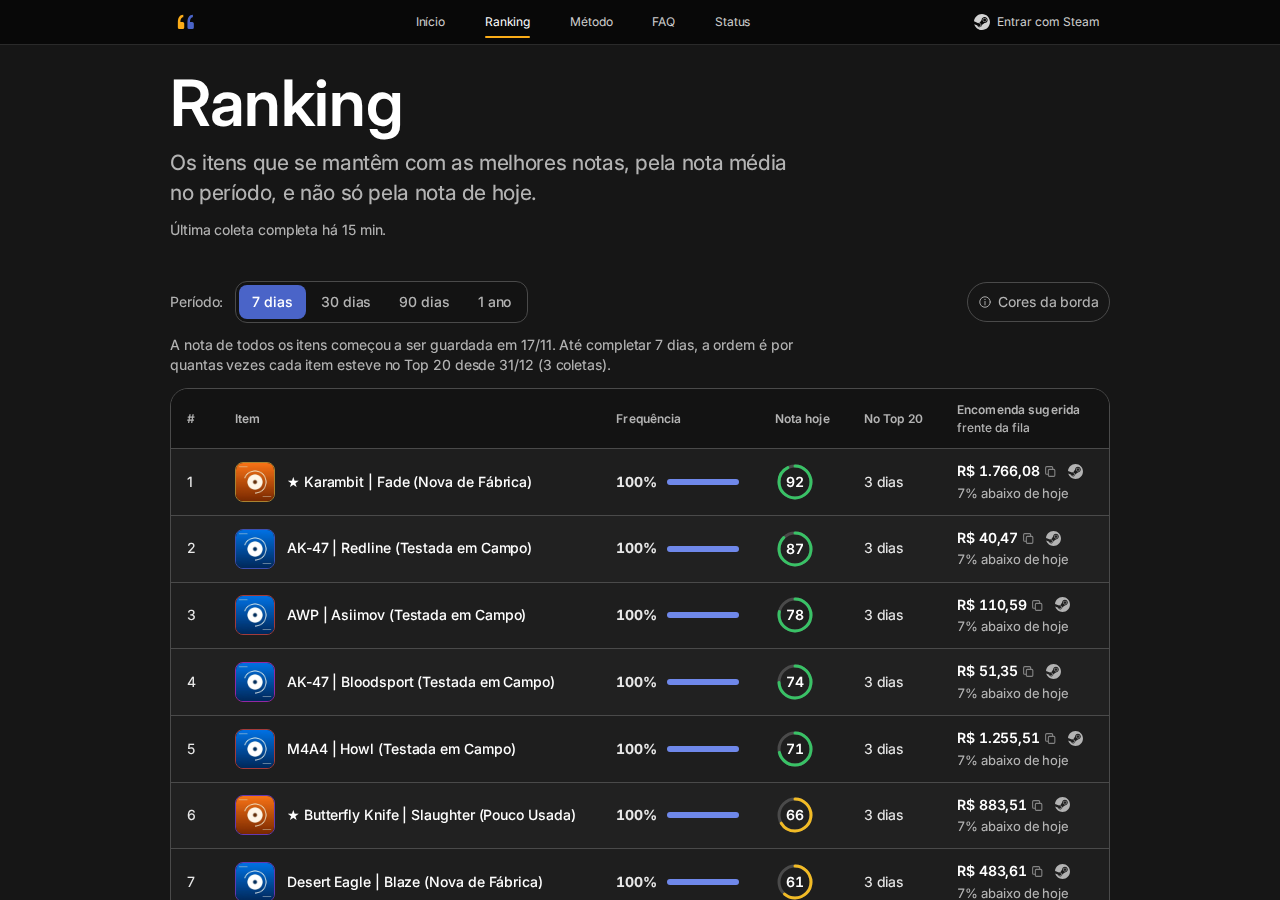 Início Ranking Método FAQ Status Entrar com Steam
Ranking
Os itens que se mantêm com as melhores notas, pela nota média
no período, e não só pela nota de hoje.
Última coleta completa há 15 min.
Período: 7 dias 30 dias 90 dias 1 ano Cores da borda
A nota de todos os itens começou a ser guardada em 17/11. Até completar 7 dias, a ordem é por
quantas vezes cada item esteve no Top 20 desde 31/12 (3 coletas).
# Item Frequência Nota hoje No Top 20 Encomenda sugerida
frente da fila
1 ★ Karambit | Fade (Nova de Fábrica) 100% 92 3 dias R$ 1.766,08
7% abaixo de hoje
2 AK-47 | Redline (Testada em Campo) 100% 87 3 dias R$ 40,47
7% abaixo de hoje
3 AWP | Asiimov (Testada em Campo) 100% 78 3 dias R$ 110,59
7% abaixo de hoje
4 AK-47 | Bloodsport (Testada em Campo) 100% 74 3 dias R$ 51,35
7% abaixo de hoje
5 M4A4 | Howl (Testada em Campo) 100% 71 3 dias R$ 1.255,51
7% abaixo de hoje
6 ★ Butterfly Knife | Slaughter (Pouco Usada) 100% 66 3 dias R$ 883,51
7% abaixo de hoje
7 Desert Eagle | Blaze (Nova de Fábrica) 100% 61 3 dias R$ 483,61
7% abaixo de hoje